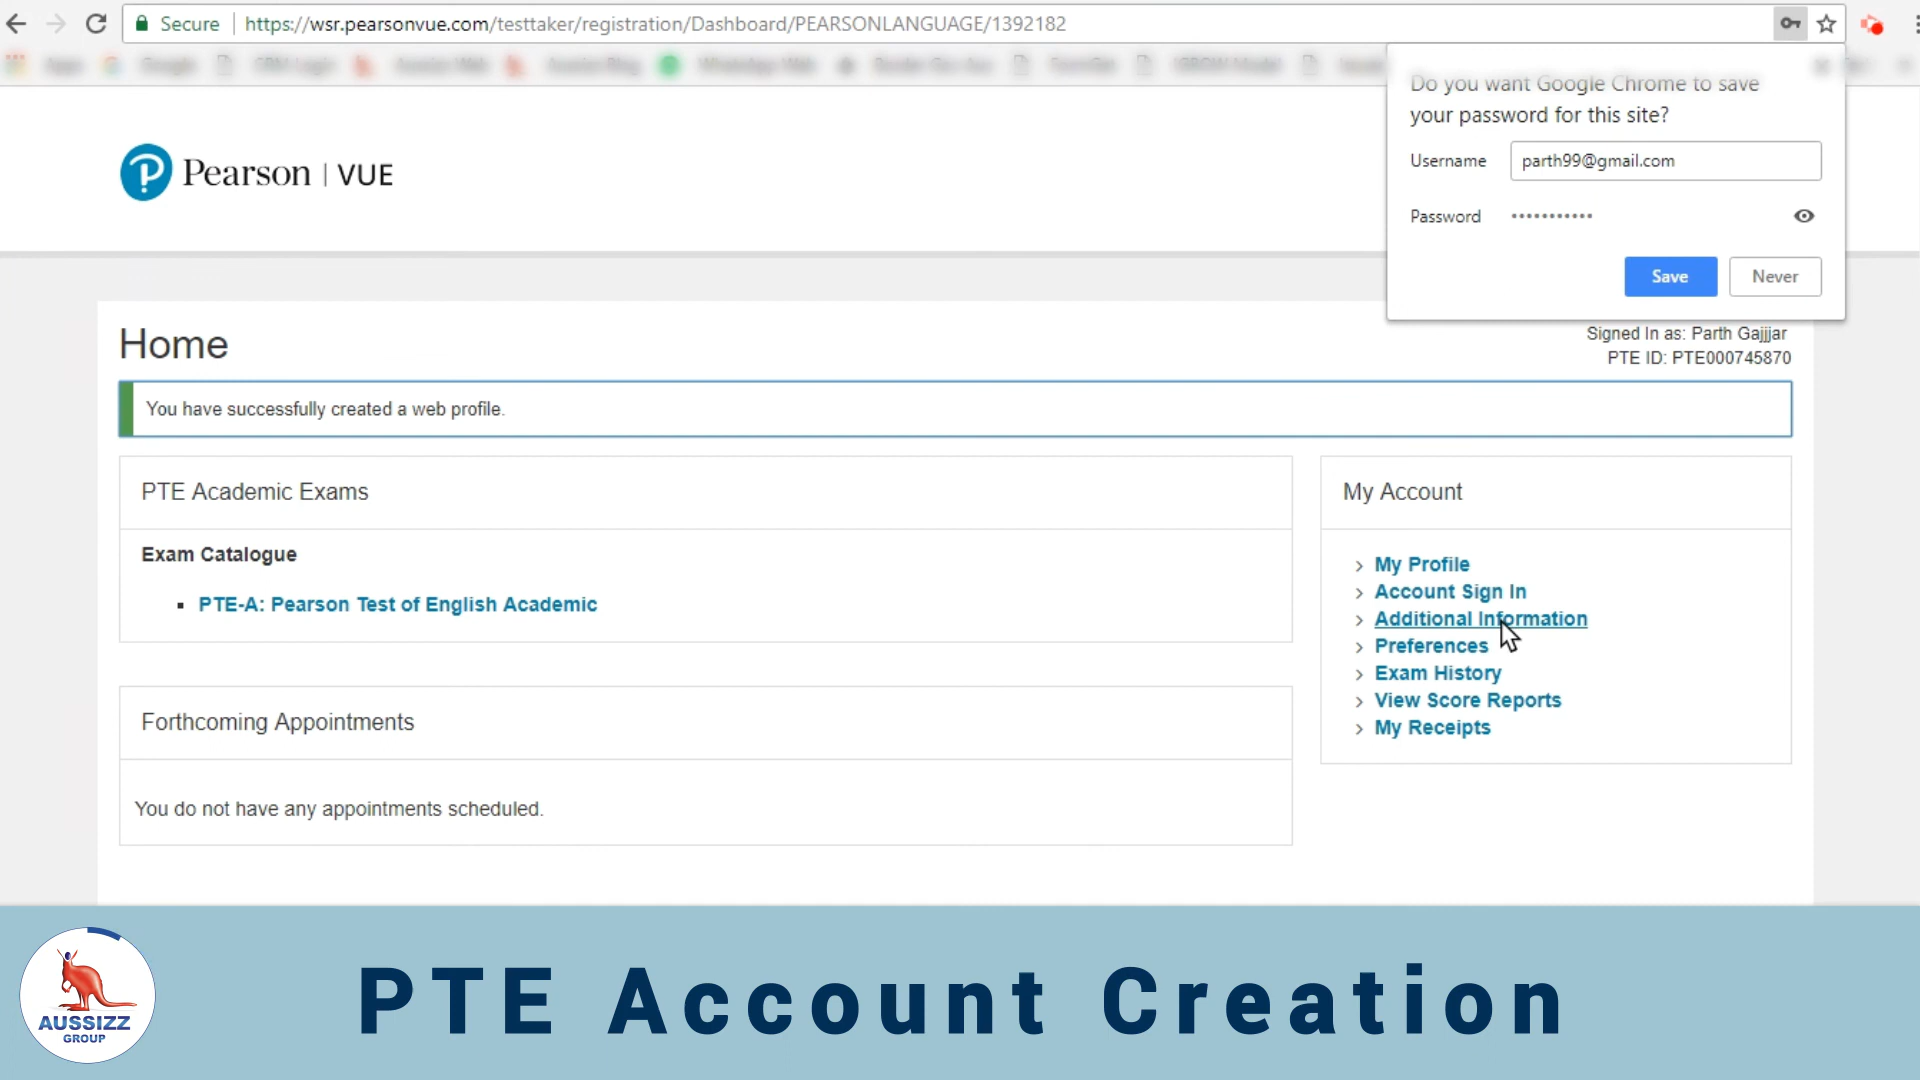 Secure https://wsr.pearsonvue.com/testtaker/registration/Dashboard/PEARSONLANGUAGE/1392182
Do you want Google Chrome to save
your password for this site?
Username parth99@gmail.com
Password •••••••••••
Save Never
Pearson | VUE
Home
Signed In as: Parth Gajjjar
PTE ID: PTE000745870
You have successfully created a web profile.
PTE Academic Exams
Exam Catalogue
PTE-A: Pearson Test of English Academic
Forthcoming Appointments
You do not have any appointments scheduled.
My Account
My Profile
Account Sign In
Additional Information
Preferences
Exam History
View Score Reports
My Receipts
AUSSIZZ
GROUP
PTE Account Creation